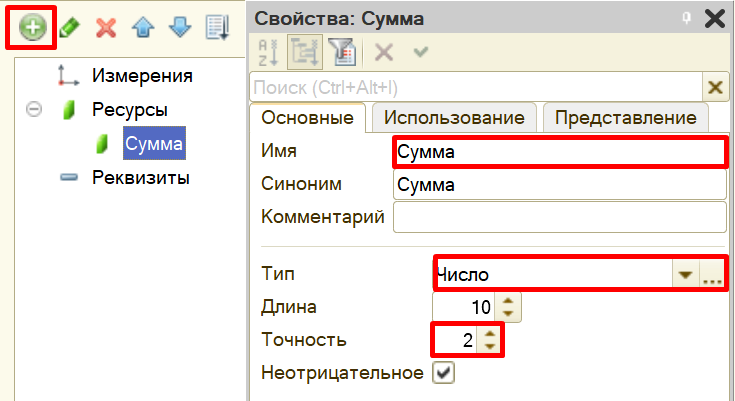 Измерения
Ресурсы
Сумма
Реквизиты
Свойства: Сумма
Поиск (Ctrl+Alt+I)
Основные Использование Представление
Имя Сумма
Синоним Сумма
Комментарий
Тип Число ...
Длина 10
Точность 2
Неотрицательное